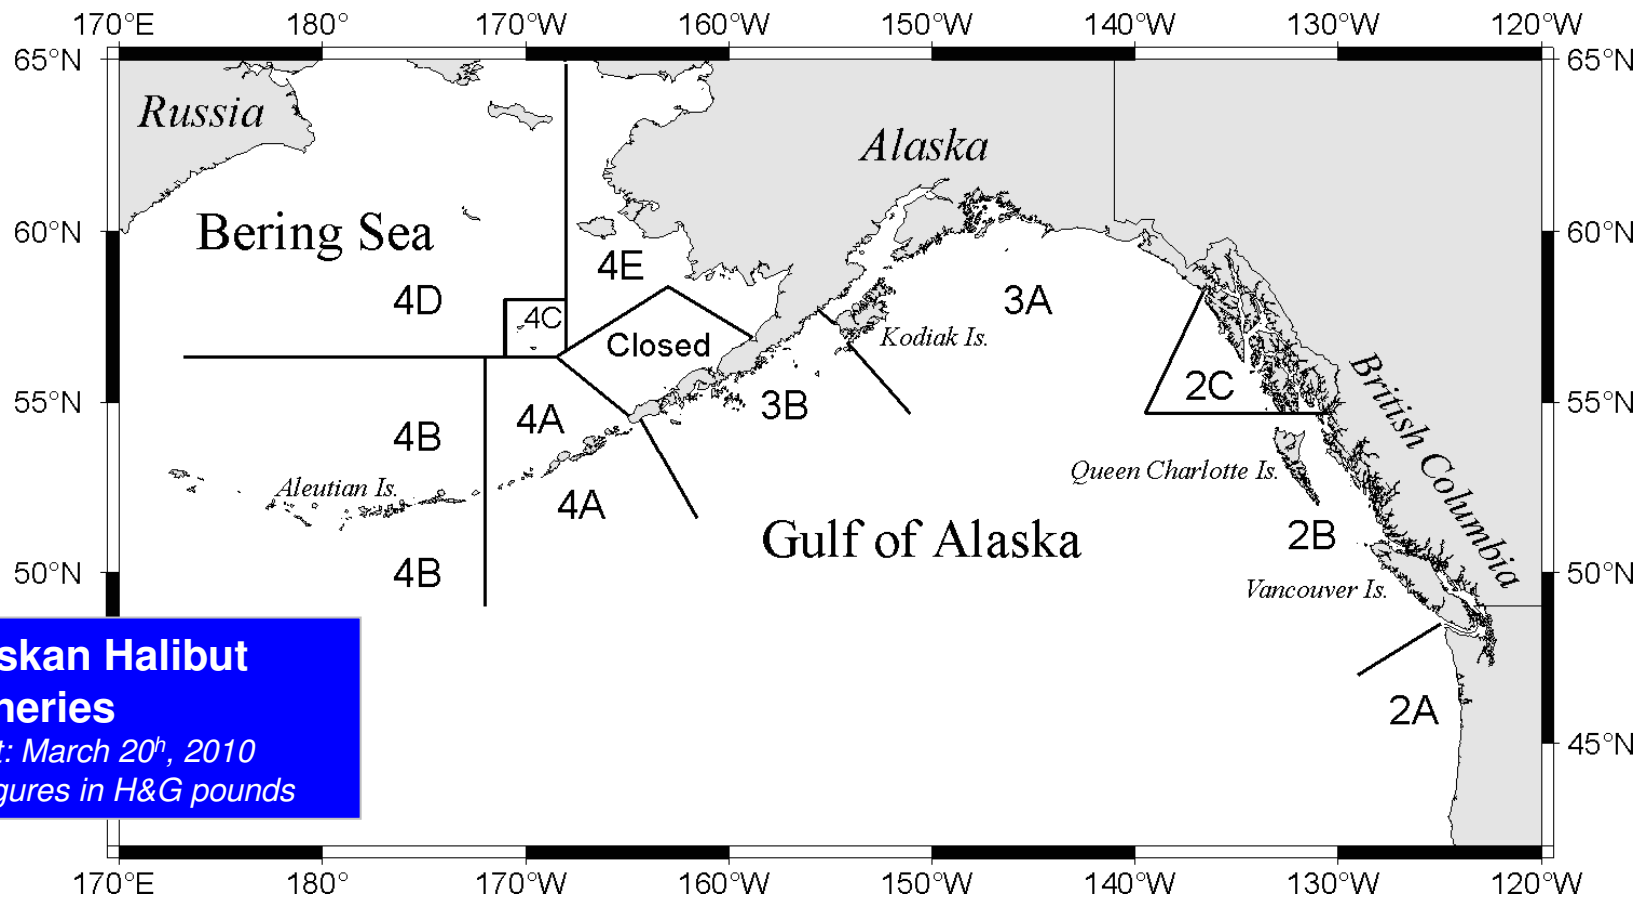 170°E 180° 170°W 160°W 150°W 140°W 130°W 120°W
65°N 65°N
Russia
Alaska
60°N Bering Sea 60°N
4E
4D 4C 3A
Closed Kodiak Is.
British Columbia
55°N 4A 3B 2C 55°N
4B
Queen Charlotte Is.
Aleutian Is.
4A
Gulf of Alaska 2B
50°N 4B 50°N
Vancouver Is.
skan Halibut
neries
t: March 20h, 2010
gures in H&G pounds
2A
45°N
170°E 180° 170°W 160°W 150°W 140°W 130°W 120°W